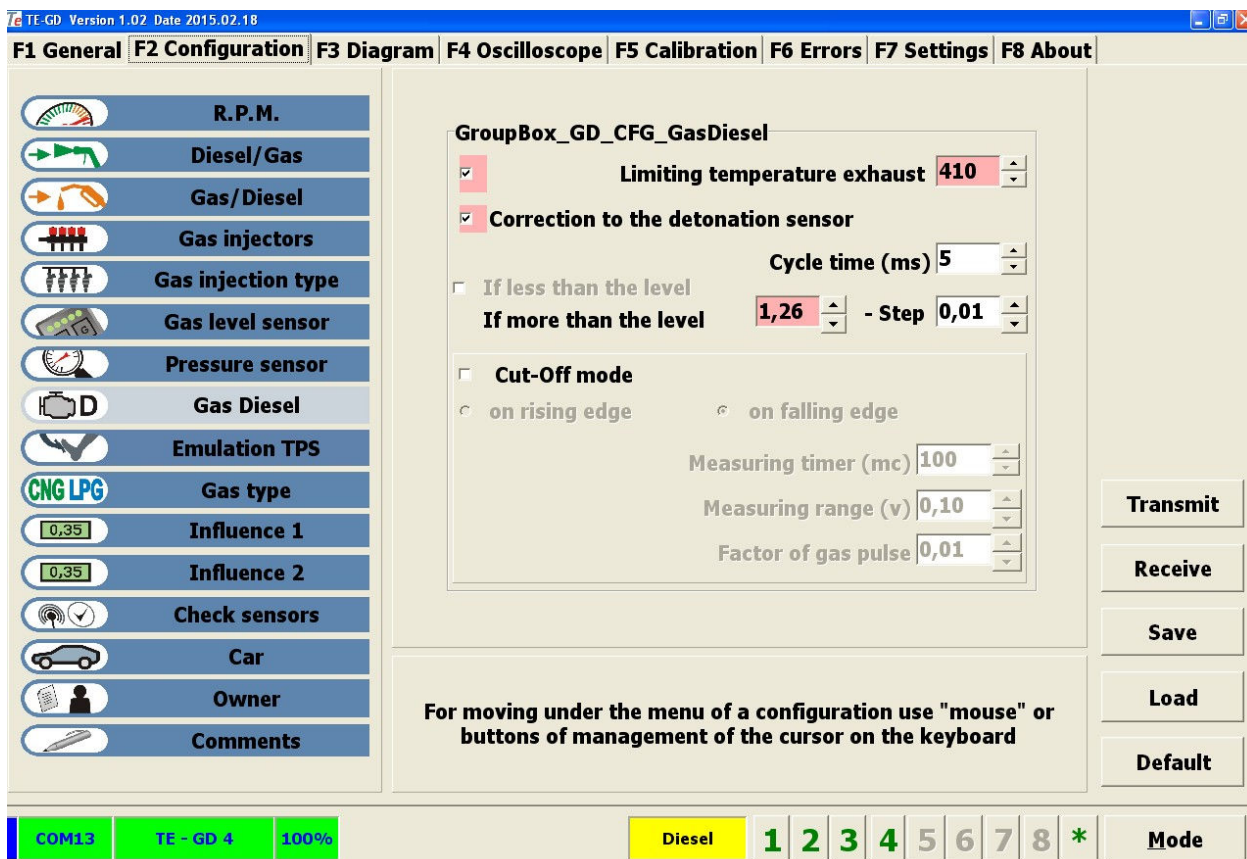 Te TE-GD Version 1.02 Date 2015.02.18
F1 General F2 Configuration F3 Diagram F4 Oscilloscope F5 Calibration F6 Errors F7 Settings F8 About
R.P.M.
Diesel/Gas
Gas/Diesel
Gas injectors
Gas injection type
Gas level sensor
G
Pressure sensor
D Gas Diesel
Emulation TPS
CNG LPG Gas type
0,35 Influence 1
0,35 Influence 2
Check sensors
Car
Owner
Comments
GroupBox_GD_CFG_GasDiesel
Limiting temperature exhaust 410
Correction to the detonation sensor
Cycle time (ms) 5
If less than the level
If more than the level 1,26 - Step 0,01
Cut-Off mode
on rising edge on falling edge
Measuring timer (mc) 100
Measuring range (v) 0,10
Factor of gas pulse 0,01
For moving under the menu of a configuration use "mouse" or
buttons of management of the cursor on the keyboard
Transmit
Receive
Save
Load
Default
COM13 TE - GD 4 100% Diesel 1 2 3 4 5 6 7 8 * Mode